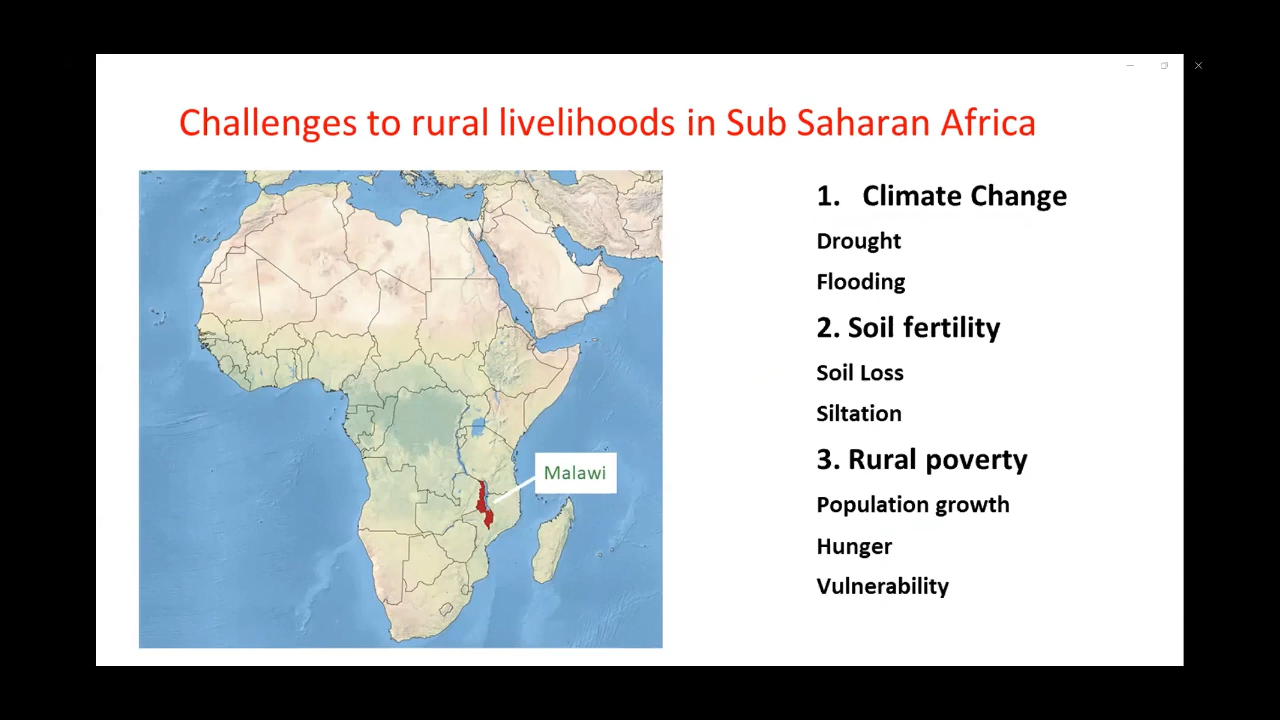 Challenges to rural livelihoods in Sub Saharan Africa
Malawi
1. Climate Change
Drought
Flooding
2. Soil fertility
Soil Loss
Siltation
3. Rural poverty
Population growth
Hunger
Vulnerability